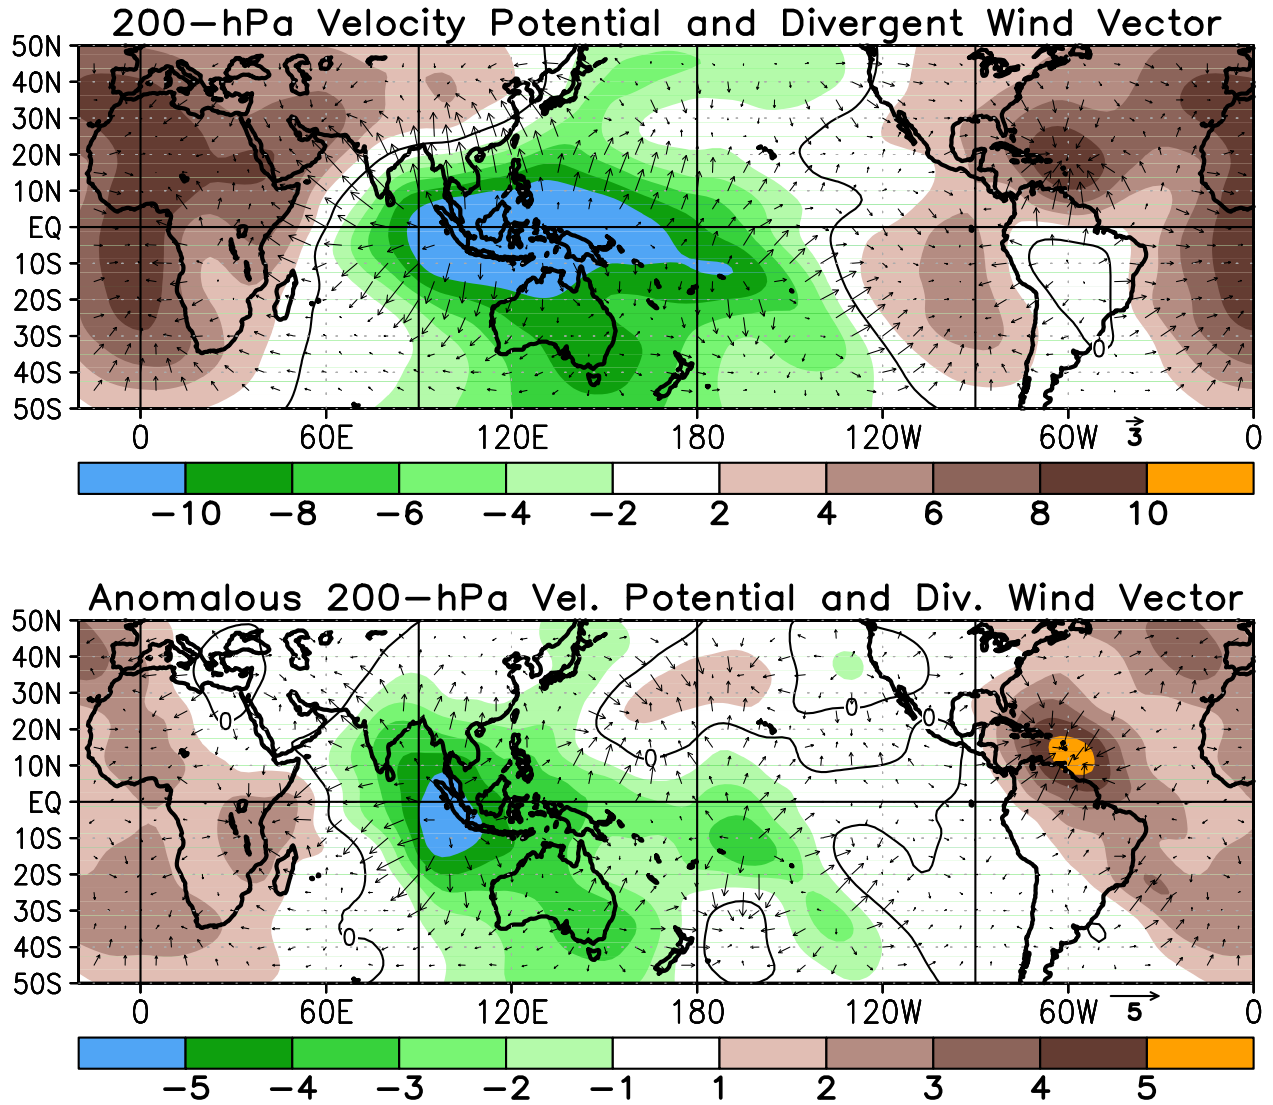 200-hPa Velocity Potential and Divergent Wind Vector
50N
40N
30N
20N
10N
EQ
10S
20S
30S
40S
50S
0
0 60E 120E 180 120W 60W 3 0
-10 -8 -6 -4 -2 2 4 6 8 10
Anomalous 200-hPa Vel. Potential and Div. Wind Vector
50N
40N
30N
20N
10N
EQ
10S
20S
30S
40S
50S
0
0
0
0
0
0 60E 120E 180 120W 60W 5 0
-5 -4 -3 -2 -1 1 2 3 4 5